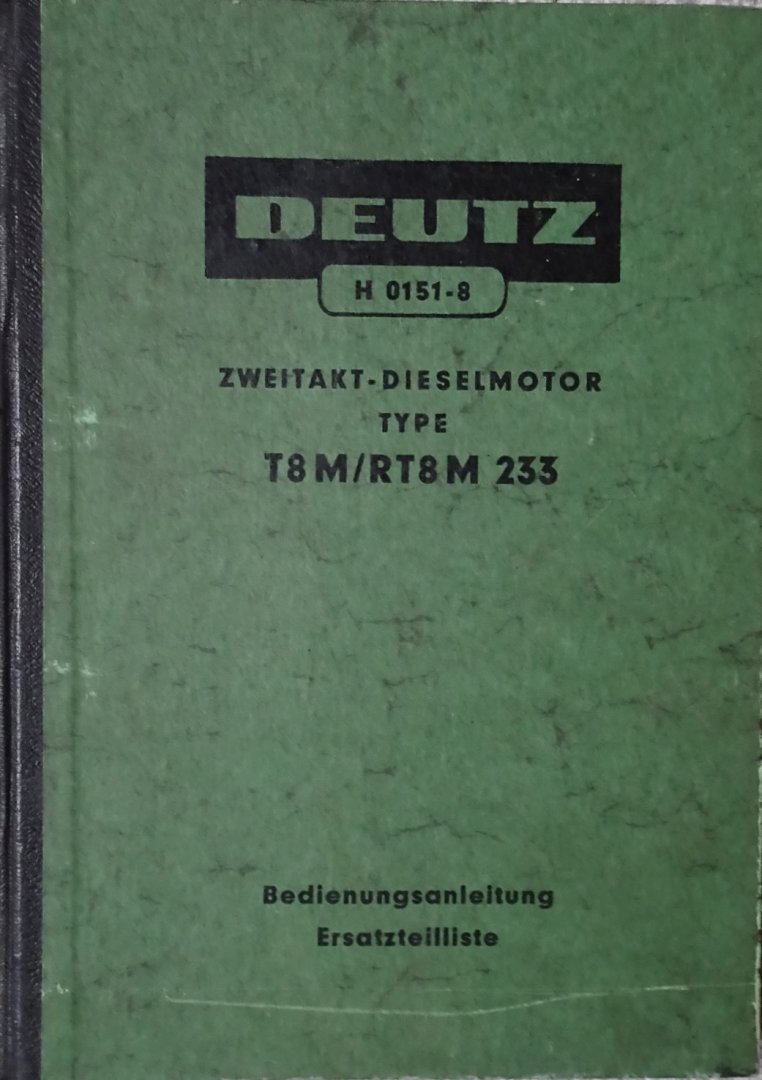 DEUTZ
H 0151-8
ZWEITAKT-DIESELMOTOR
TYPE
T8M/RT8M 233
Bedienungsanleitung
Ersatzteilliste